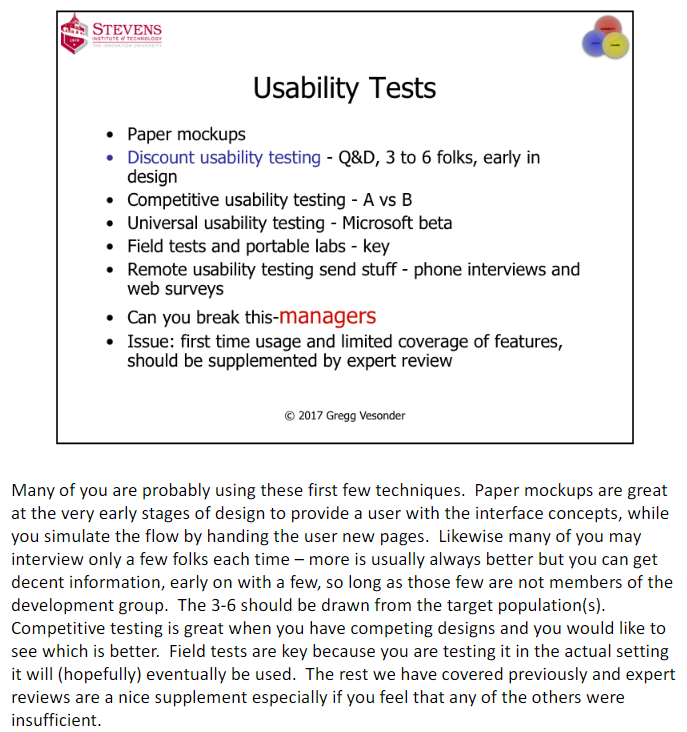 STEVENS
INSTITUTE of TECHNOLOGY
THE INNOVATION UNIVERSITY
1870
Usability Tests
• Paper mockups
• Discount usability testing - Q&D, 3 to 6 folks, early in
design
• Competitive usability testing - A vs B
• Universal usability testing - Microsoft beta
• Field tests and portable labs - key
• Remote usability testing send stuff - phone interviews and
web surveys
• Can you break this-managers
• Issue: first time usage and limited coverage of features,
should be supplemented by expert review
© 2017 Gregg Vesonder
Many of you are probably using these first few techniques.  Paper mockups are great
at the very early stages of design to provide a user with the interface concepts, while
you simulate the flow by handing the user new pages.  Likewise many of you may
interview only a few folks each time – more is usually always better but you can get
decent information, early on with a few, so long as those few are not members of the
development group.  The 3-6 should be drawn from the target population(s).
Competitive testing is great when you have competing designs and you would like to
see which is better.  Field tests are key because you are testing it in the actual setting
it will (hopefully) eventually be used.  The rest we have covered previously and expert
reviews are a nice supplement especially if you feel that any of the others were
insufficient.